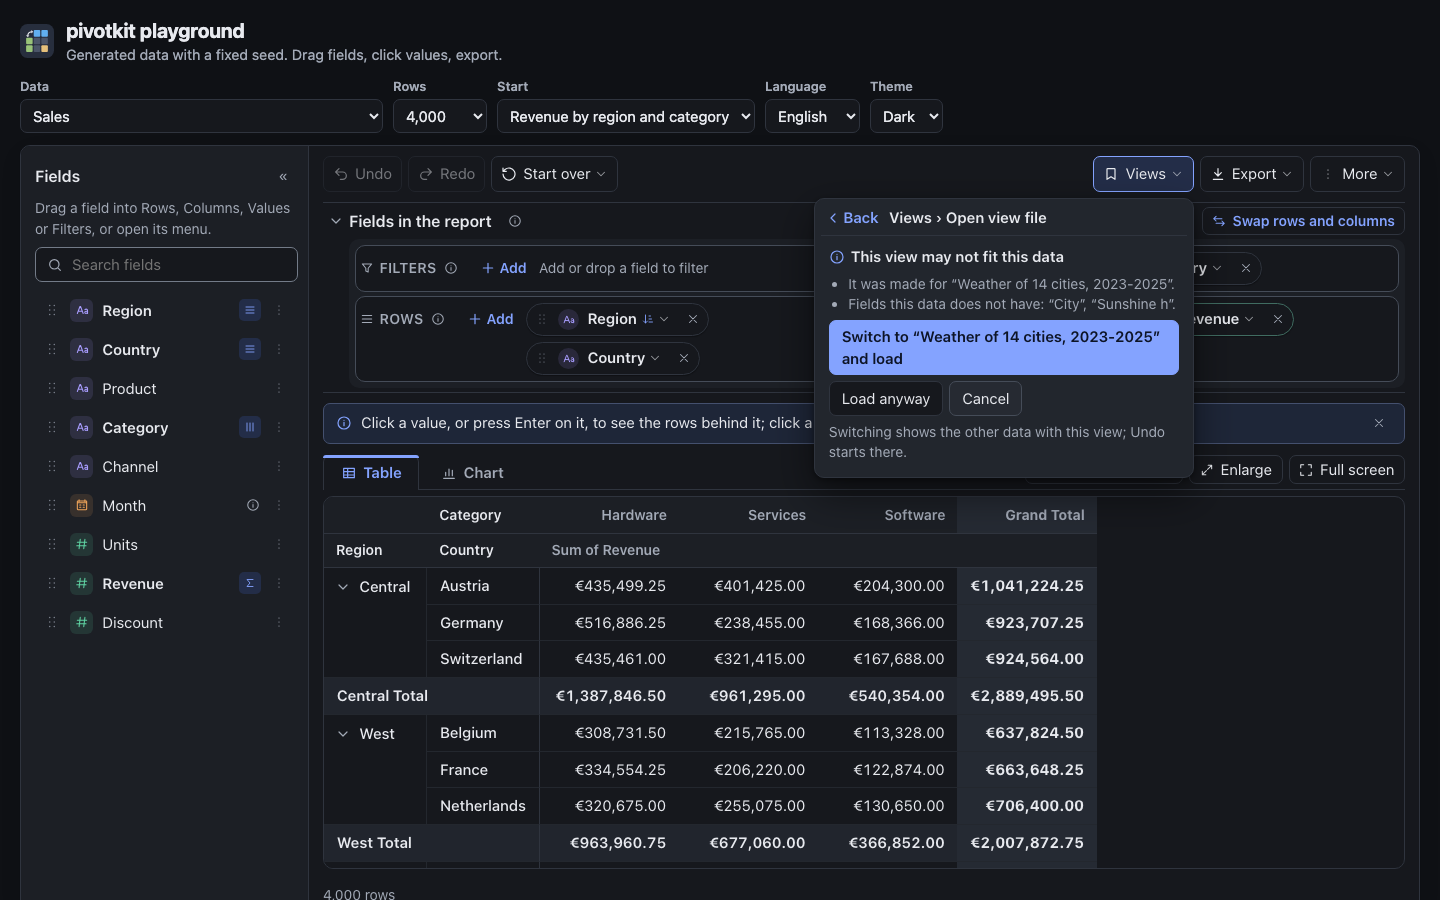 pivotkit playground
Generated data with a fixed seed. Drag fields, click values, export.
Data
Rows
Start
Language
Theme
Sales
4,000
Revenue by region and category
English
Dark
Fields
«
Drag a field into Rows, Columns, Values
or Filters, or open its menu.
Search fields
Aa Region
Aa Country
Aa Product
Aa Category
Aa Channel
Month
# Units
# Revenue Σ
# Discount
Undo
Redo
Start over
Views
Export
More
Fields in the report
Swap rows and columns
FILTERS
+ Add
Add or drop a field to filter
ROWS
+ Add
Aa Region
Aa Country
ry
evenue
Back
Views › Open view file
This view may not fit this data
• It was made for “Weather of 14 cities, 2023-2025”.
• Fields this data does not have: “City”, “Sunshine h”.
Switch to “Weather of 14 cities, 2023-2025”
and load
Load anyway
Cancel
Switching shows the other data with this view; Undo
starts there.
Click a value, or press Enter on it, to see the rows behind it; click a
Table
Chart
Enlarge
Full screen
Category Hardware Services Software Grand Total
Region Country Sum of Revenue
Central Austria €435,499.25 €401,425.00 €204,300.00 €1,041,224.25
Germany €516,886.25 €238,455.00 €168,366.00 €923,707.25
Switzerland €435,461.00 €321,415.00 €167,688.00 €924,564.00
Central Total €1,387,846.50 €961,295.00 €540,354.00 €2,889,495.50
West Belgium €308,731.50 €215,765.00 €113,328.00 €637,824.50
France €334,554.25 €206,220.00 €122,874.00 €663,648.25
Netherlands €320,675.00 €255,075.00 €130,650.00 €706,400.00
West Total €963,960.75 €677,060.00 €366,852.00 €2,007,872.75
4,000 rows